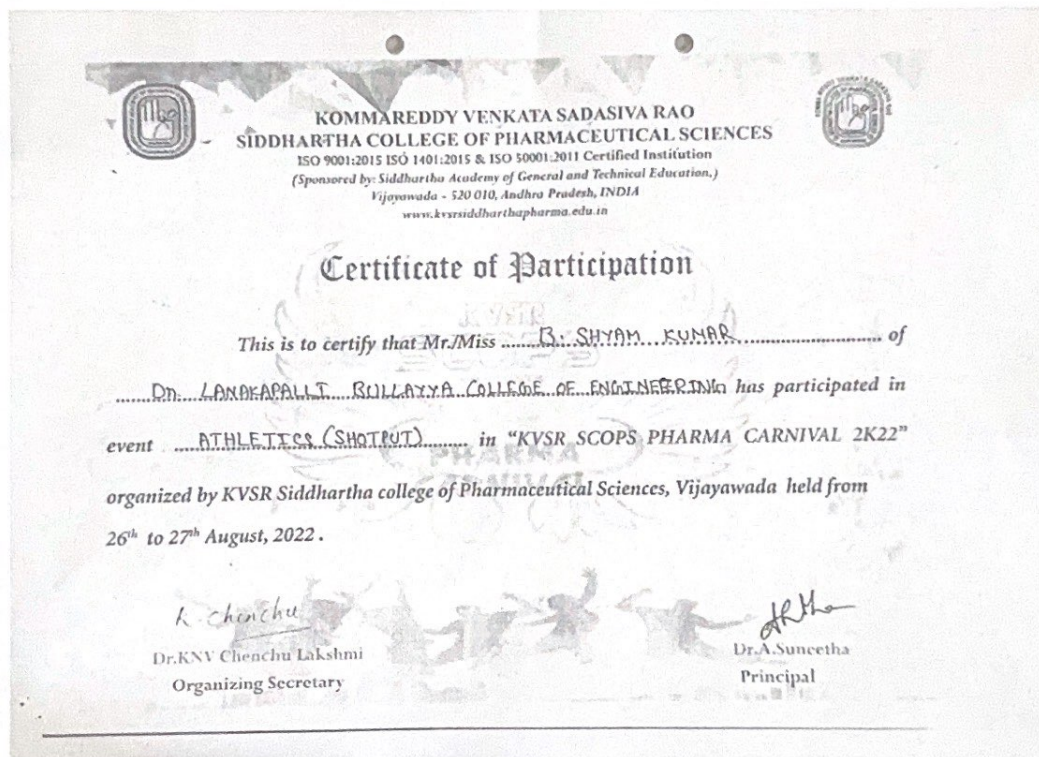 KOMMAREDDY VENKATA SADASIVA RAO
SIDDHARTHA COLLEGE OF PHARMACEUTICAL SCIENCES
ISO 9001:2015 ISO 1401:2015 & ISO 50001:2011 Certified Institution
(Sponsored by: Siddhartha Academy of General and Technical Education.)
Vijayawada - 520 010, Andhra Pradesh, INDIA
www.kvsrsiddharthapharma.edu.in
Certificate of Participation
KVSR
SCOPS
This is to certify that Mr./Miss ........B. SHYAM KUMAR........................ of
......Dr. LANKAPALLI BULLAYYA COLLEGE OF ENGINEERING has participated in
event .....ATHLETICS (SHOTPUT)........ in "KVSR SCOPS PHARMA CARNIVAL 2K22"
PHARMA
CARNIVAL
organized by KVSR Siddhartha college of Pharmaceutical Sciences, Vijayawada held from
26th to 27th August, 2022 .
K. Chenchu
Dr.KNV Chenchu Lakshmi
Organizing Secretary
Dr.A.Suneetha
Principal